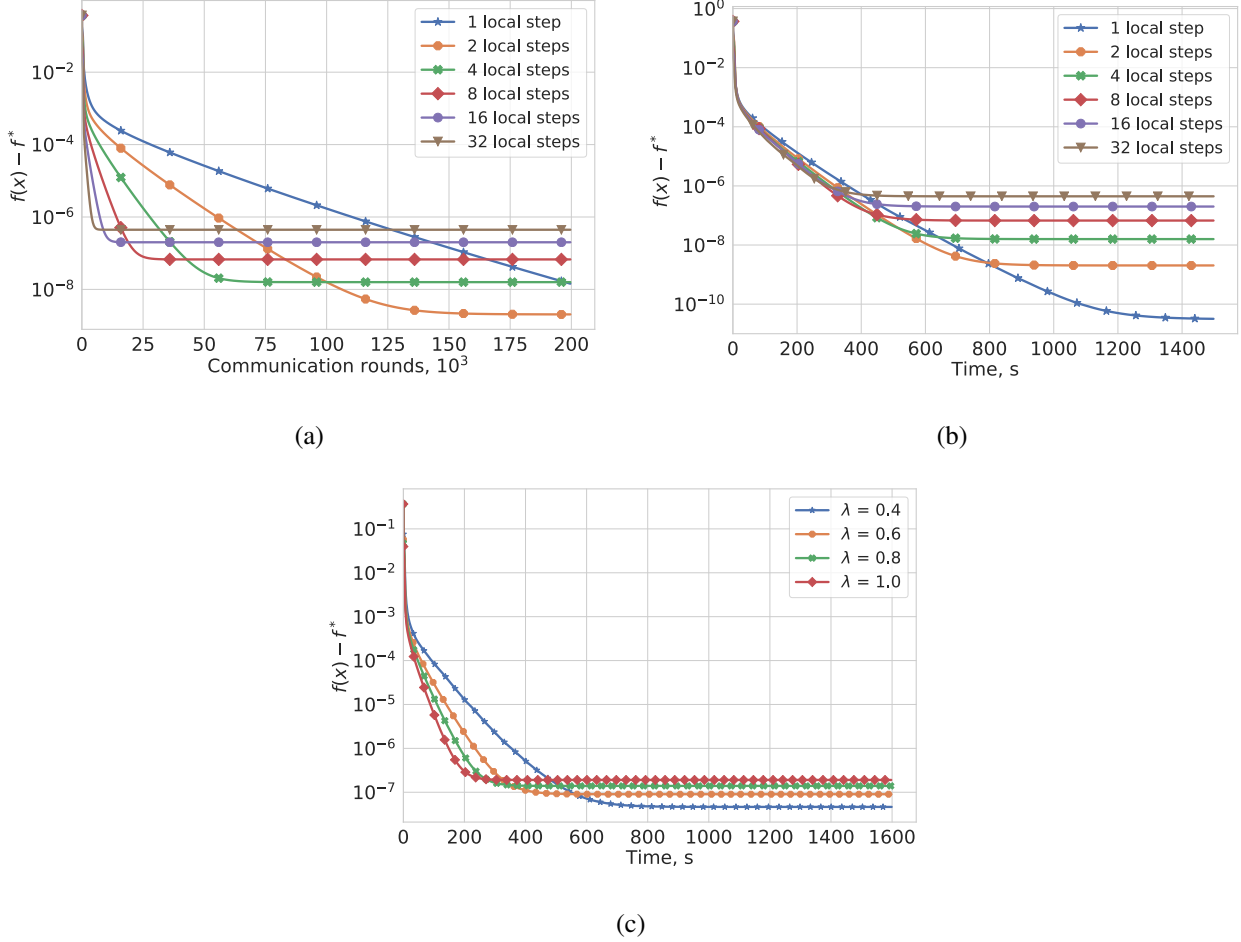 1 local step
2 local steps
4 local steps
8 local steps
16 local steps
32 local steps
10^{-2}
10^{-4}
10^{-6}
10^{-8}
f(x) − f*
0 25 50 75 100 125 150 175 200
Communication rounds, 10^3
(a)
1 local step
2 local steps
4 local steps
8 local steps
16 local steps
32 local steps
10^0
10^{-2}
10^{-4}
10^{-6}
10^{-8}
10^{-10}
f(x) − f*
0 200 400 600 800 1000 1200 1400
Time, s
(b)
λ = 0.4
λ = 0.6
λ = 0.8
λ = 1.0
10^{-1}
10^{-2}
10^{-3}
10^{-4}
10^{-5}
10^{-6}
10^{-7}
f(x) − f*
0 200 400 600 800 1000 1200 1400 1600
Time, s
(c)